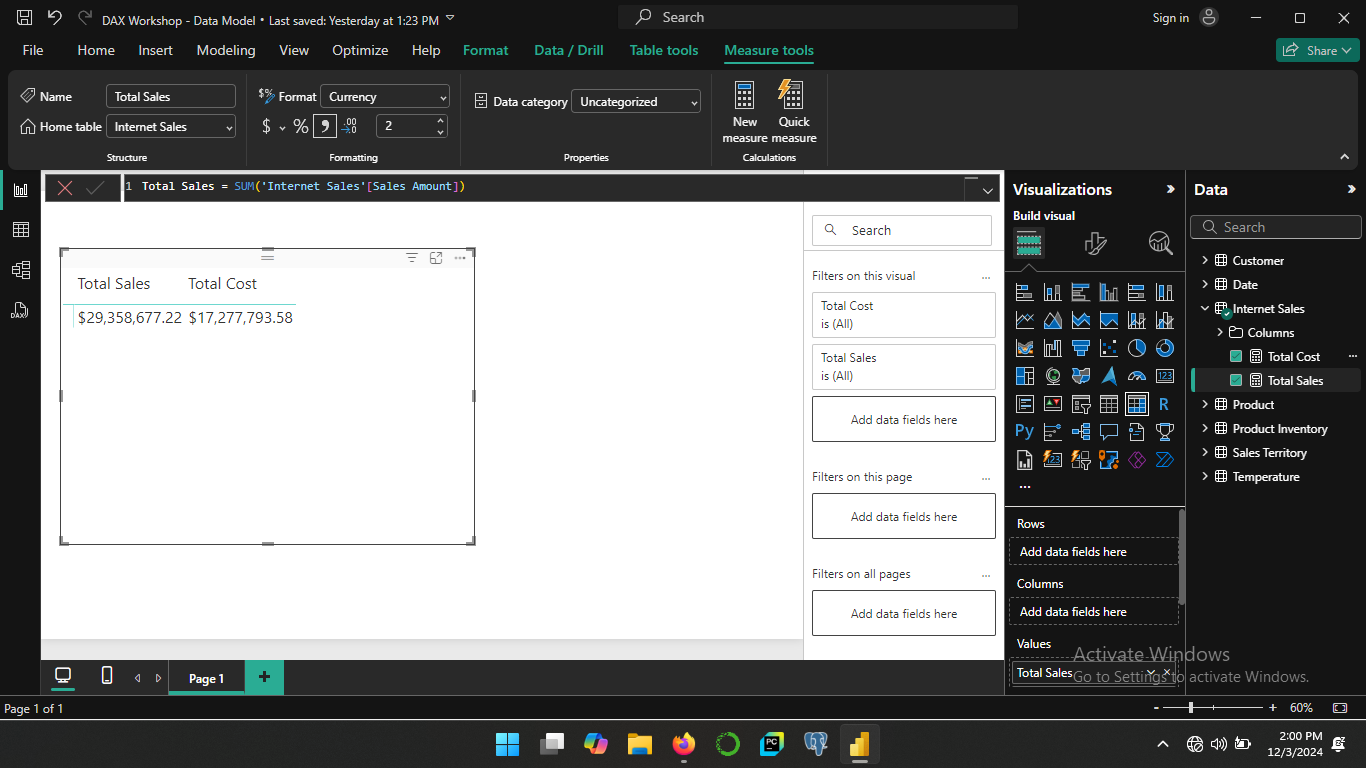 DAX Workshop - Data Model • Last saved: Yesterday at 1:23 PM
Search
Sign in
File Home Insert Modeling View Optimize Help Format Data / Drill Table tools Measure tools
Share
Name Total Sales
Home table Internet Sales
Structure
$% Format Currency
$ % 9 .00 2
Formatting
Data category Uncategorized
Properties
New measure
Quick measure
Calculations
1 Total Sales = SUM('Internet Sales'[Sales Amount])
Total Sales Total Cost
$29,358,677.22 $17,277,793.58
Search
Filters on this visual ...
Total Cost
is (All)
Total Sales
is (All)
Add data fields here
Filters on this page ...
Add data fields here
Filters on all pages ...
Add data fields here
Visualizations
Build visual
123
R
Py
123
...
Rows
Add data fields here
Columns
Add data fields here
Values
Total Sales
Data
Search
Customer
Date
Internet Sales
Columns
Total Cost ...
Total Sales
Product
Product Inventory
Sales Territory
Temperature
Activate Windows
Go to Settings to activate Windows.
DAX
Page 1
+
Page 1 of 1
- + 60%
PC
2:00 PM
12/3/2024